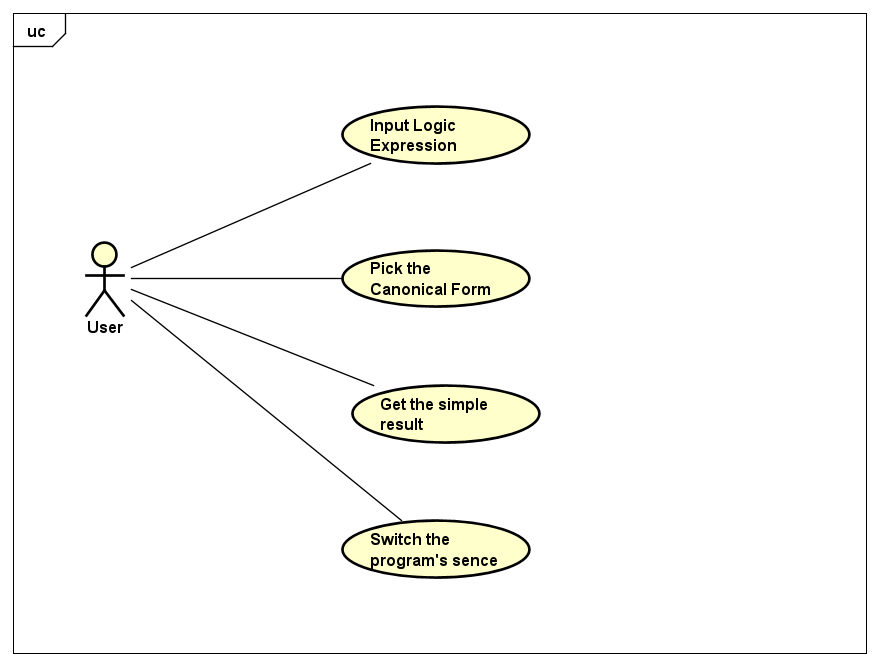 uc
Input Logic
Expression
Pick the
Canonical Form
User
Get the simple
result
Switch the
program's sence